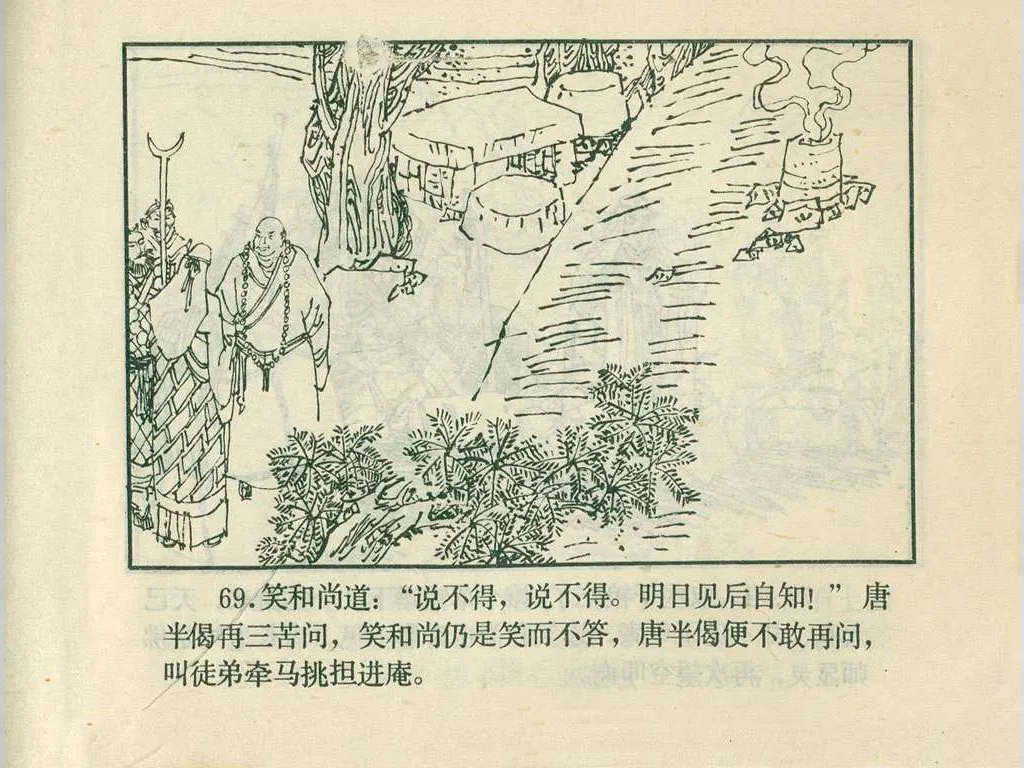 69.笑和尚道：“说不得，说不得。明日见后自知！”唐
半偈再三苦问，笑和尚仍是笑而不答，唐半偈便不敢再问，
叫徒弟牵马挑担进庵。